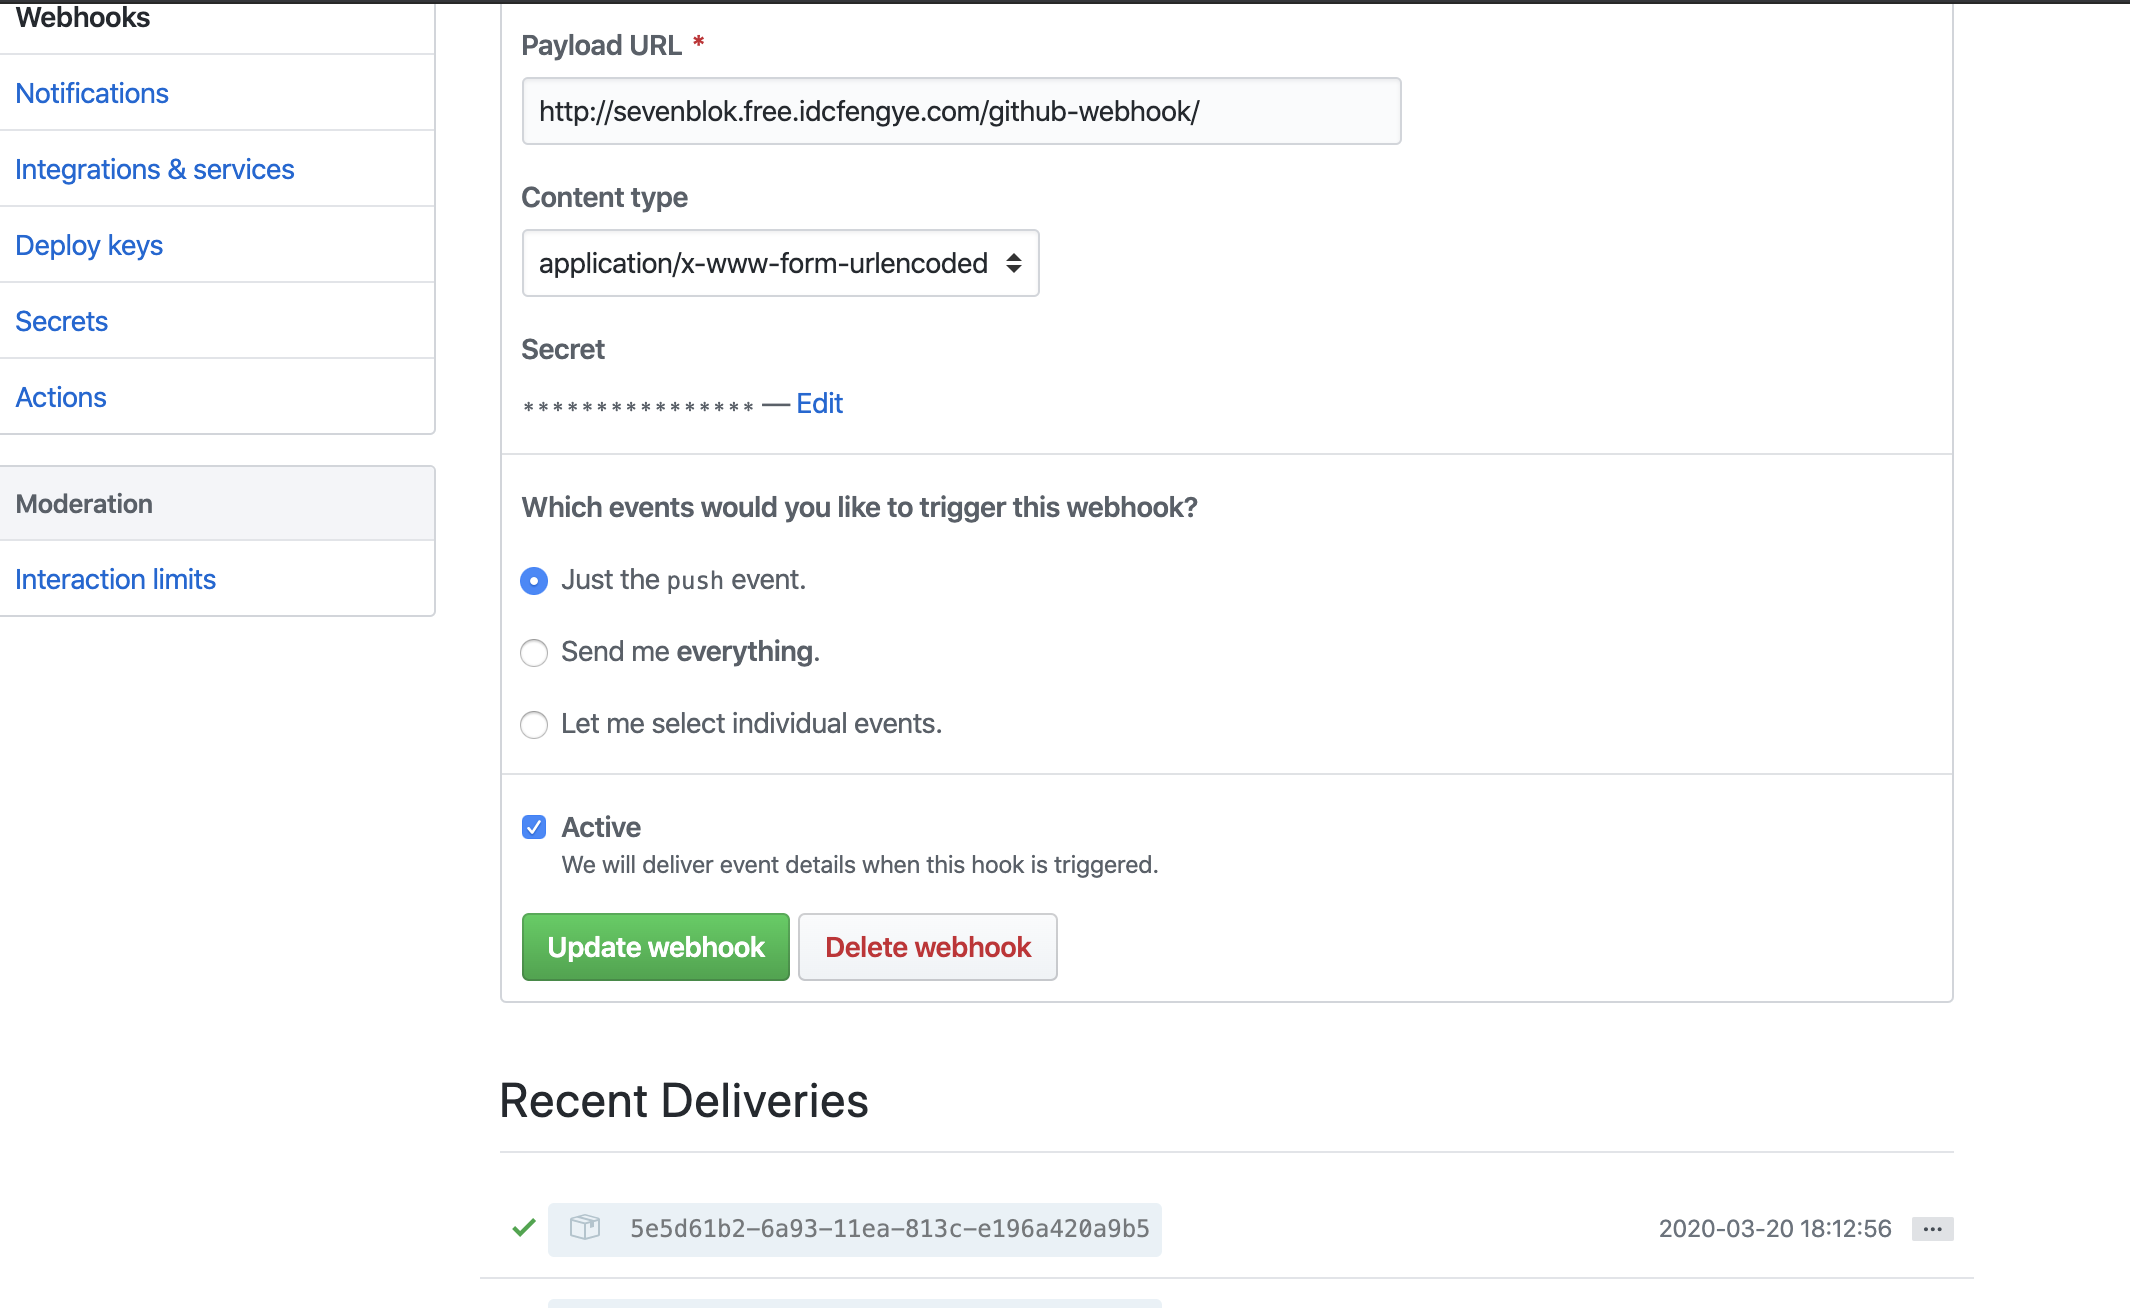 Webhooks
Notifications
Integrations & services
Deploy keys
Secrets
Actions
Moderation
Interaction limits
Payload URL *
http://sevenblok.free.idcfengye.com/github-webhook/
Content type
application/x-www-form-urlencoded
Secret
**************** — Edit
Which events would you like to trigger this webhook?
Just the push event.
Send me everything.
Let me select individual events.
Active
We will deliver event details when this hook is triggered.
Update webhook
Delete webhook
Recent Deliveries
5e5d61b2-6a93-11ea-813c-e196a420a9b5
2020-03-20 18:12:56
...